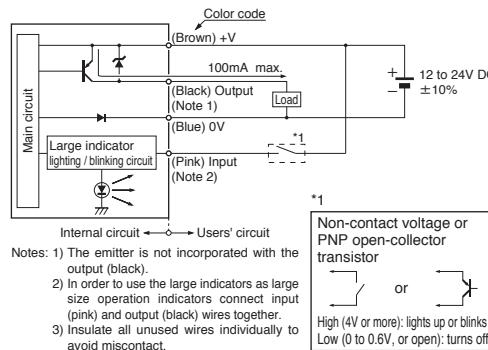 Color code
(Brown) +V
100mA max.
(Black) Output
(Note 1)
Load
+
−
12 to 24V DC
±10%
Main circuit
(Blue) 0V
Large indicator
lighting / blinking circuit
*1
(Pink) Input
(Note 2)
Internal circuit
Users' circuit
Notes: 1) The emitter is not incorporated with the
output (black).
2) In order to use the large indicators as large
size operation indicators connect input
(pink) and output (black) wires together.
3) Insulate all unused wires individually to
avoid miscontact.
*1
Non-contact voltage or
PNP open-collector
transistor
or
High (4V or more): lights up or blinks
Low (0 to 0.6V, or open): turns off